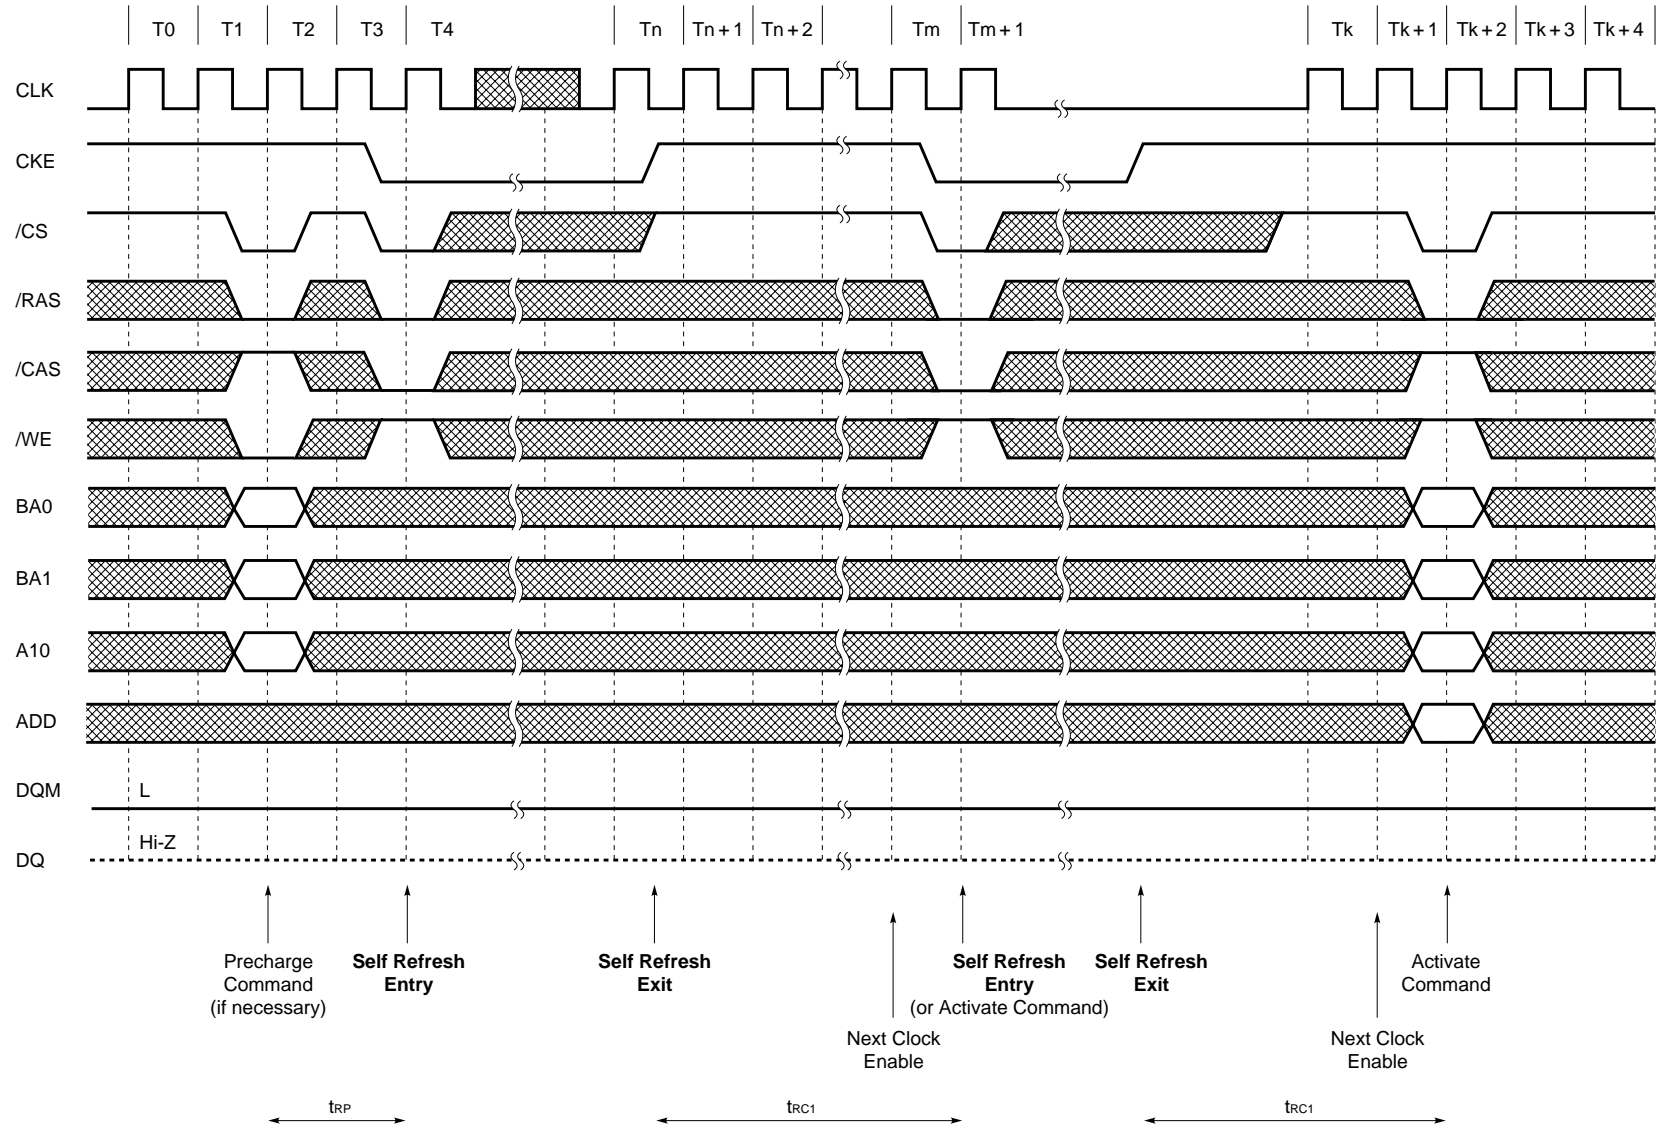 T0 T1 T2 T3 T4 Tn Tn + 1 Tn + 2 Tm Tm + 1 Tk Tk + 1 Tk + 2 Tk + 3 Tk + 4
CLK
CKE
/CS
/RAS
/CAS
/WE
BA0
BA1
A10
ADD
DQM L
Hi-Z
DQ
Precharge
Command
(if necessary)
Self Refresh
Entry
Self Refresh
Exit
Next Clock
Enable
Self Refresh
Entry
(or Activate Command)
Self Refresh
Exit
Next Clock
Enable
Activate
Command
tRP tRC1 tRC1